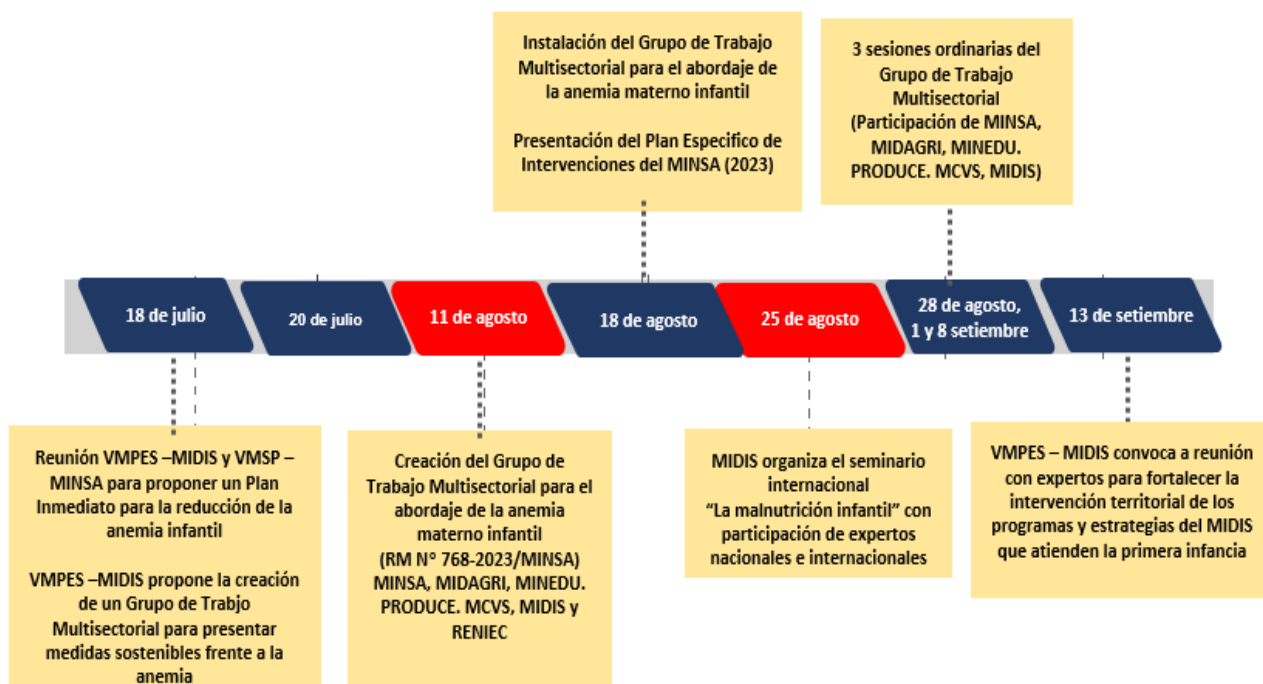 Instalación del Grupo de Trabajo
Multisectorial para el abordaje de
la anemia materno infantil
Presentación del Plan Especifico de
Intervenciones del MINSA (2023)
3 sesiones ordinarias del
Grupo de Trabajo
Multisectorial
(Participación de MINSA,
MIDAGRI, MINEDU.
PRODUCE. MCVS, MIDIS)
18 de julio
20 de julio
11 de agosto
18 de agosto
25 de agosto
28 de agosto,
1 y 8 setiembre
13 de setiembre
Reunión VMPES –MIDIS y VMSP –
MINSA para proponer un Plan
Inmediato para la reducción de la
anemia infantil
VMPES –MIDIS propone la creación
de un Grupo de Trabjo
Multisectorial para presentar
medidas sostenibles frente a la
anemia
Creación del Grupo de
Trabajo Multisectorial para el
abordaje de la anemia
materno infantil
(RM N° 768-2023/MINSA)
MINSA, MIDAGRI, MINEDU.
PRODUCE. MCVS, MIDIS y
RENIEC
MIDIS organiza el seminario
internacional
“La malnutrición infantil” con
participación de expertos
nacionales e internacionales
VMPES – MIDIS convoca a reunión
con expertos para fortalecer la
intervención territorial de los
programas y estrategias del MIDIS
que atienden la primera infancia